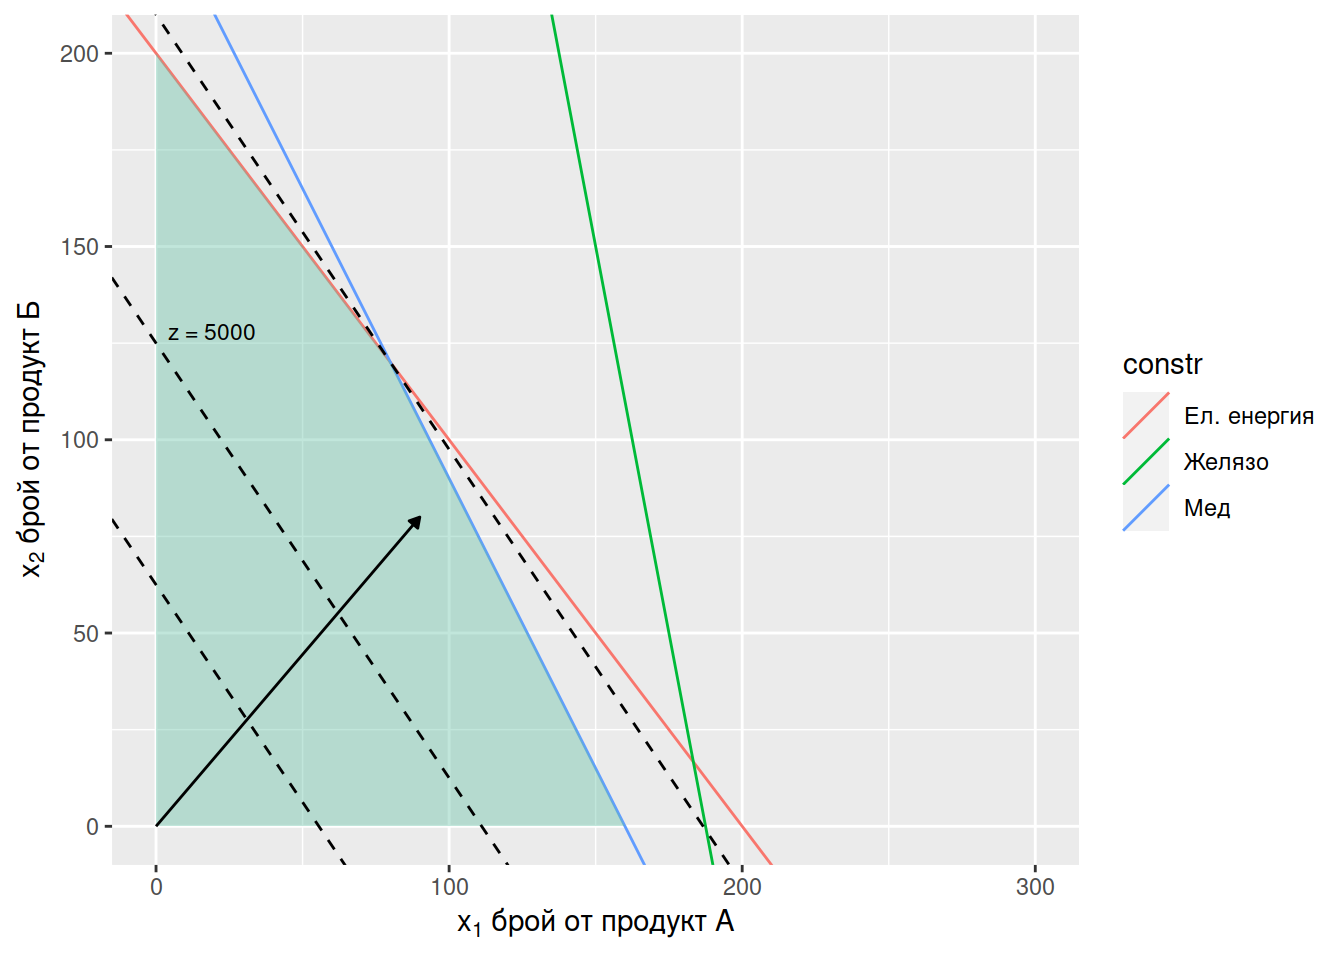 200
150
100
50
0
z = 5000
0 100 200 300
x₁ брой от продукт А
x₂ брой от продукт Б
constr
Ел. енергия
Желязо
Мед